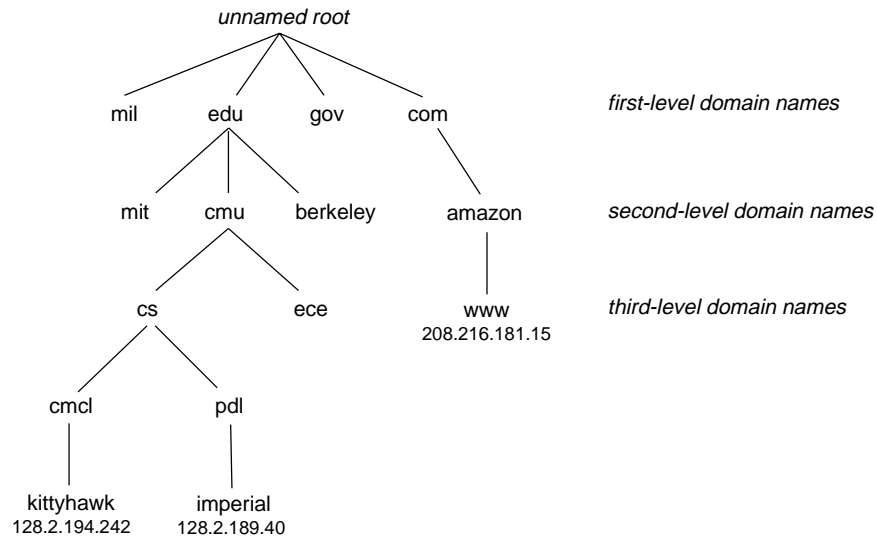 unnamed root
mil edu gov com first-level domain names
mit cmu berkeley amazon second-level domain names
cs ece www third-level domain names
208.216.181.15
cmcl pdl
kittyhawk imperial
128.2.194.242 128.2.189.40